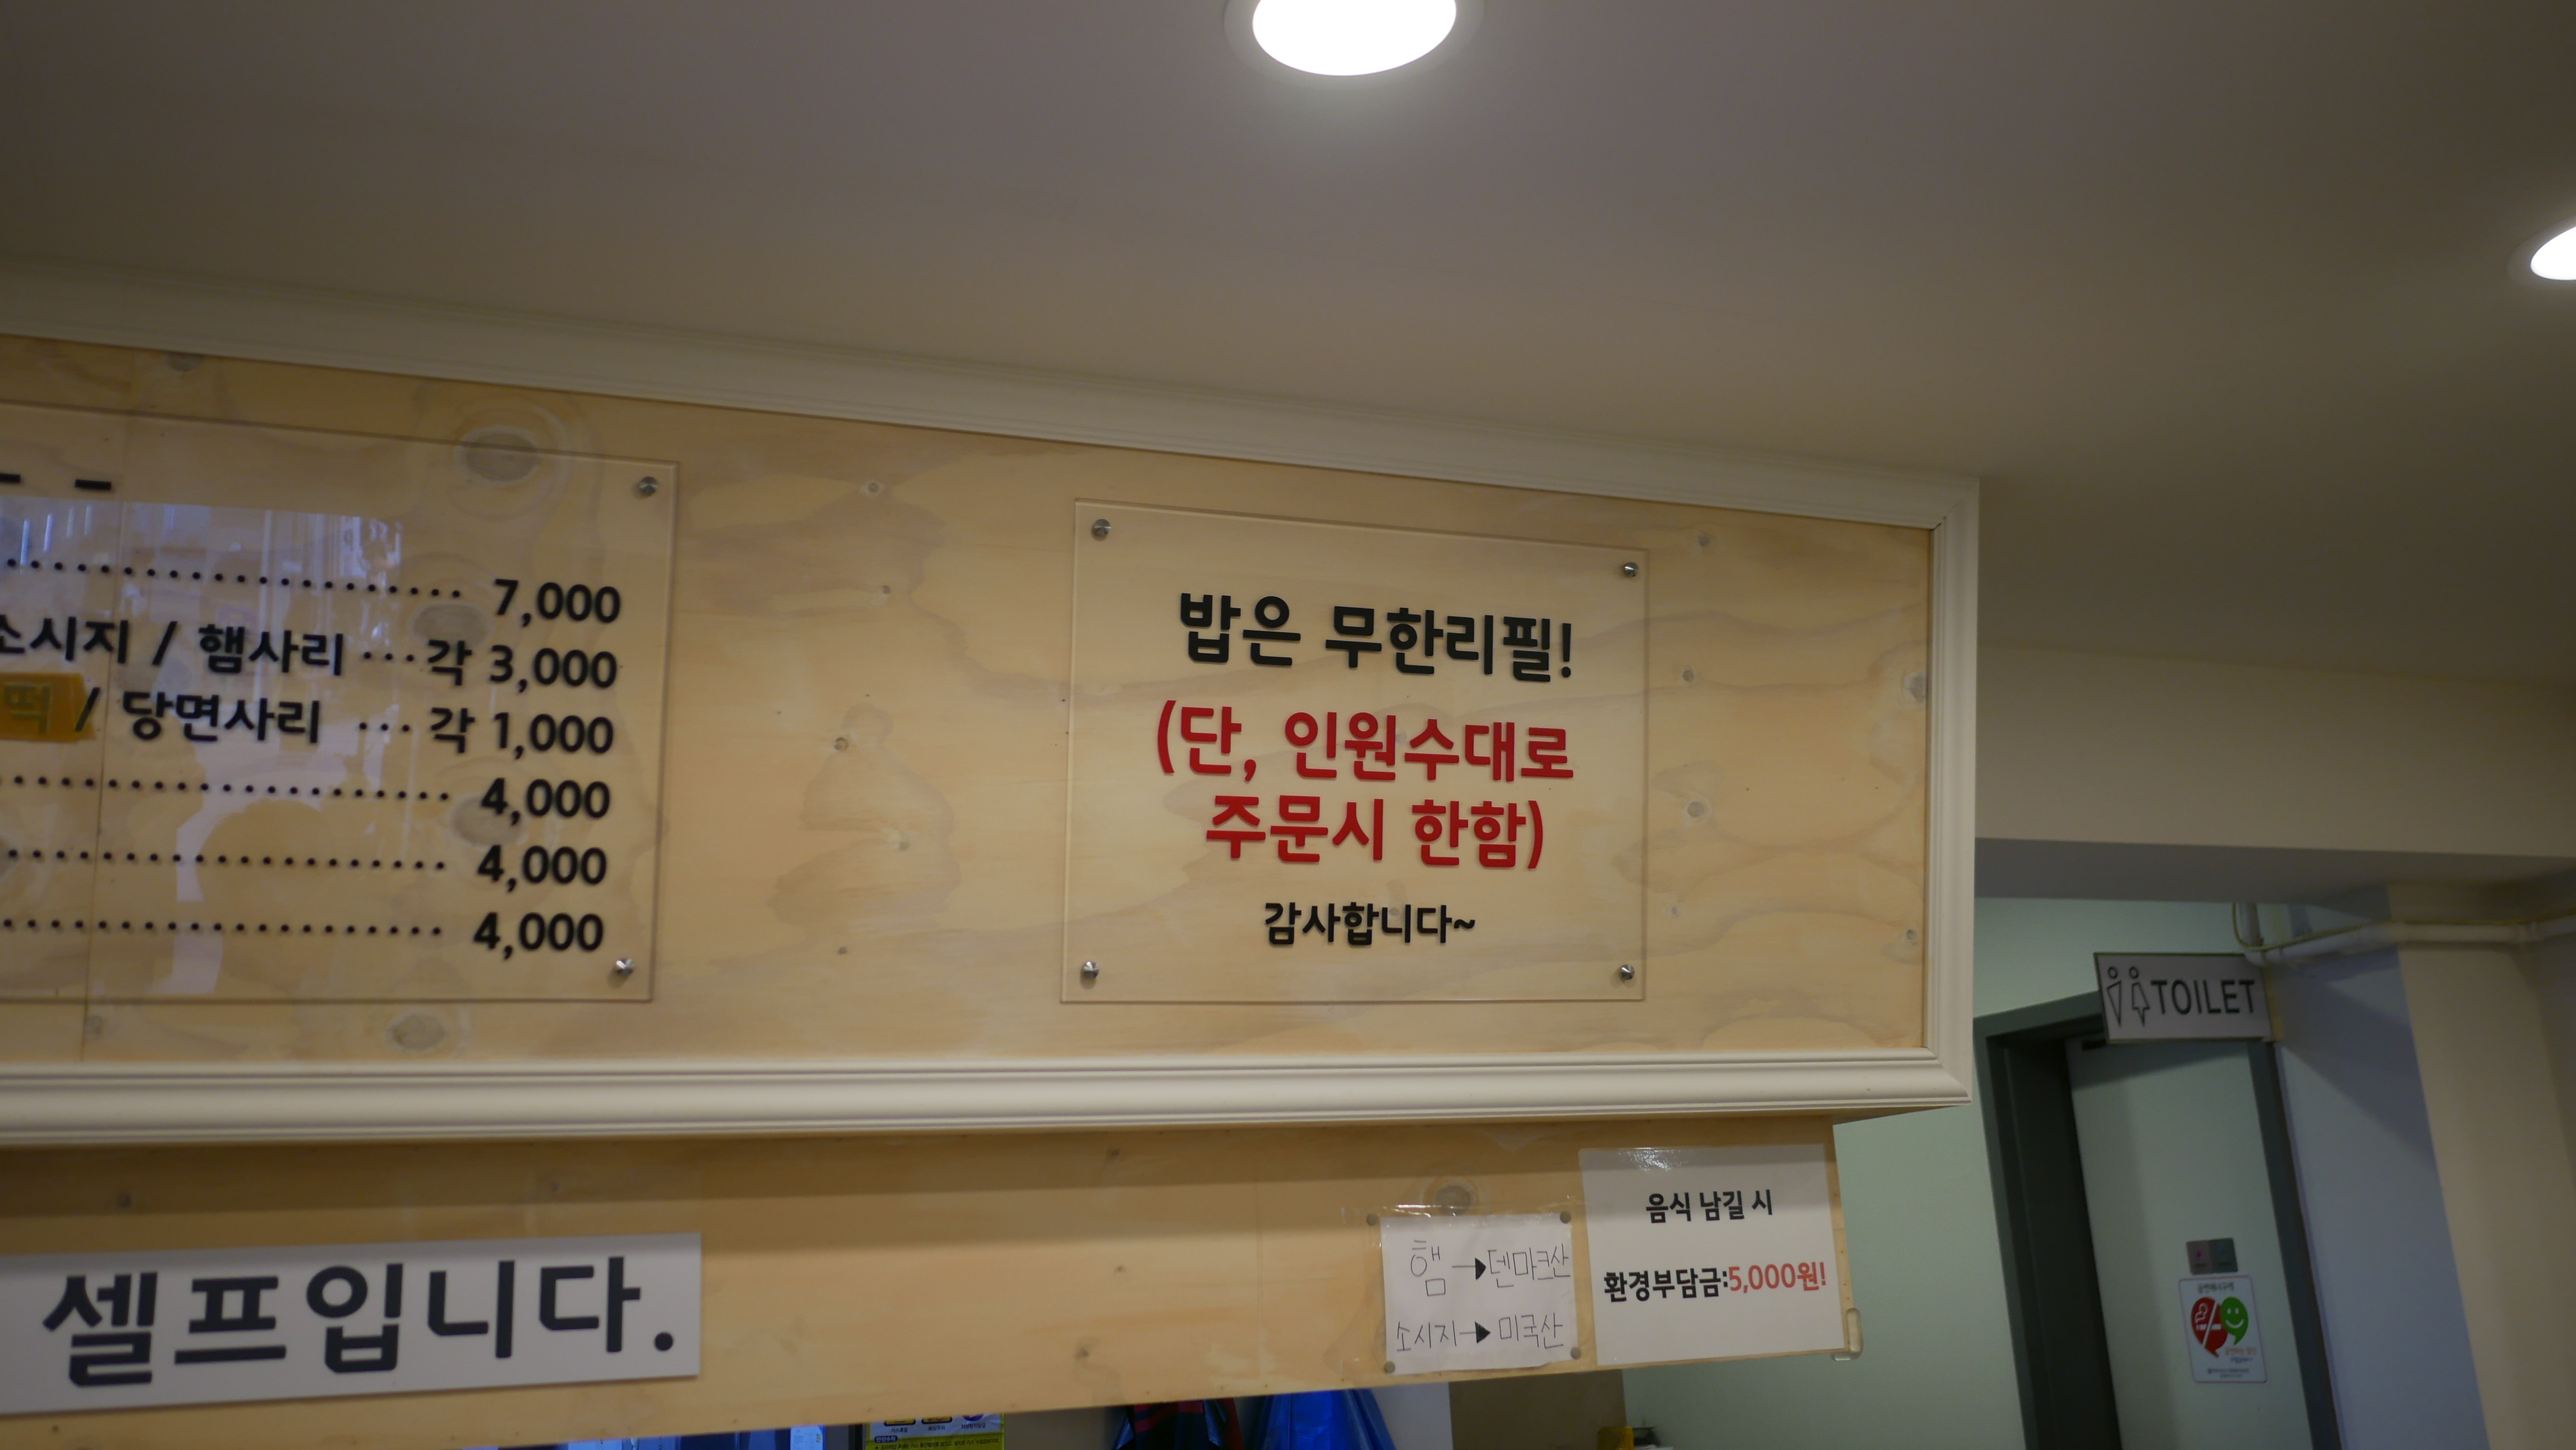 7,000
소시지 / 햄사리 ··· 각 3,000
떡 / 당면사리 ··· 각 1,000
4,000
4,000
4,000
밥은 무한리필!
(단, 인원수대로
주문시 한함)
감사합니다~
셀프입니다.
햄 → 덴마크산
소시지 → 미국산
음식 남길 시
환경부담금:5,000원!
TOILET